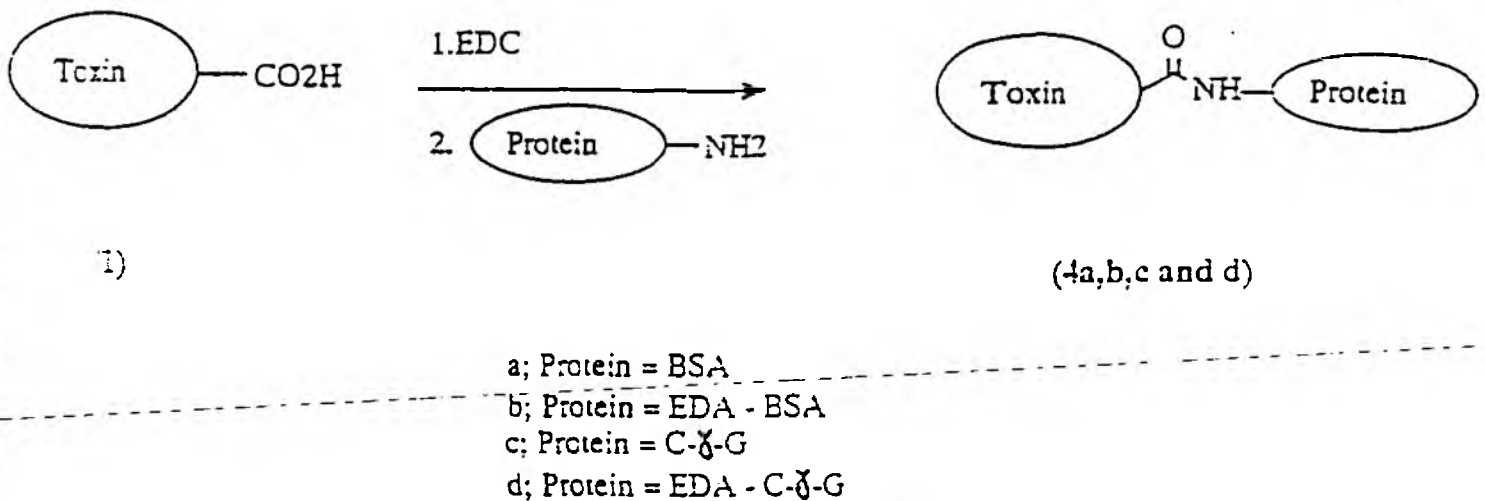 Toxin
CO2H
1.EDC
2. Protein NH2
O
Toxin NH Protein
1)
(4a,b,c and d)
a; Protein = BSA
b; Protein = EDA - BSA
c; Protein = C-ɣ-G
d; Protein = EDA - C-ɣ-G